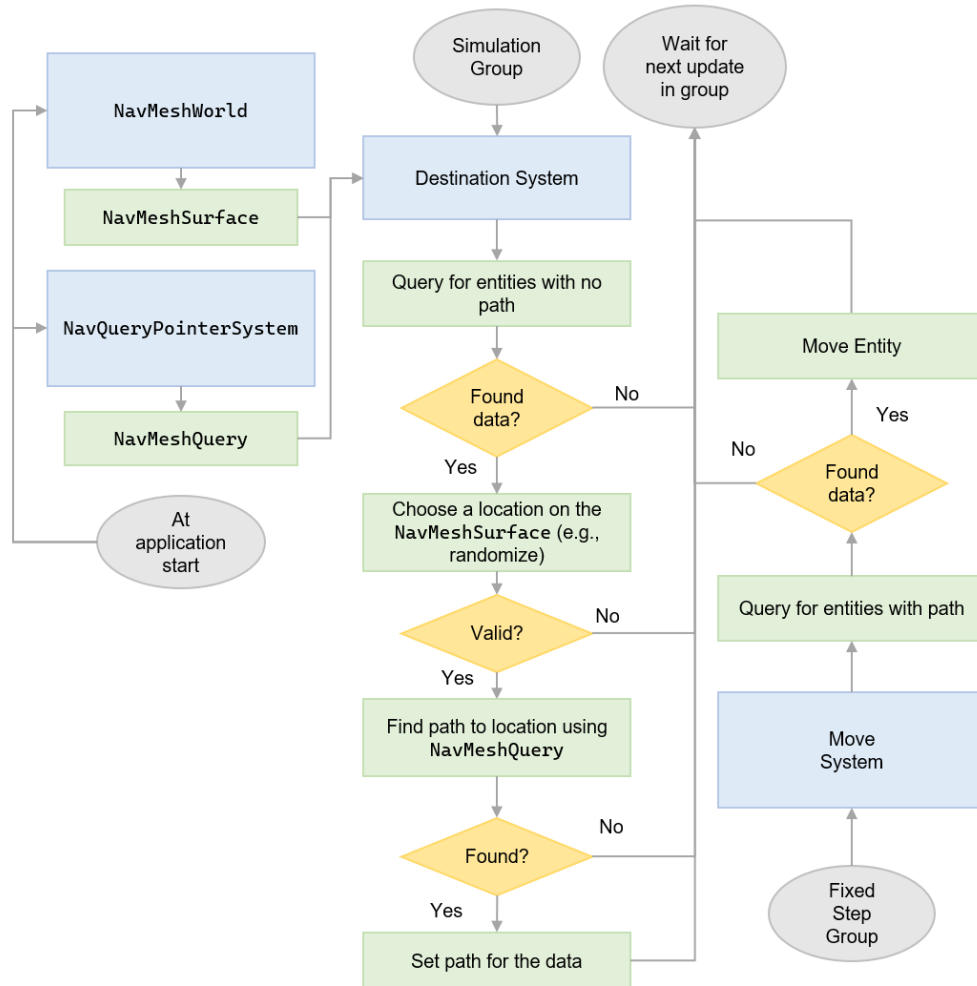 Simulation
Group
Wait for
next update
in group
NavMeshWorld
Destination System
NavMeshSurface
Query for entities with no
path
NavQueryPointerSystem
Move Entity
Found
data?
No
Yes
NavMeshQuery
No
Found
data?
Yes
Choose a location on the
NavMeshSurface (e.g.,
randomize)
At
application
start
Query for entities with path
Valid?
No
Yes
Find path to location using
NavMeshQuery
Move
System
Found?
No
Yes
Fixed
Step
Group
Set path for the data